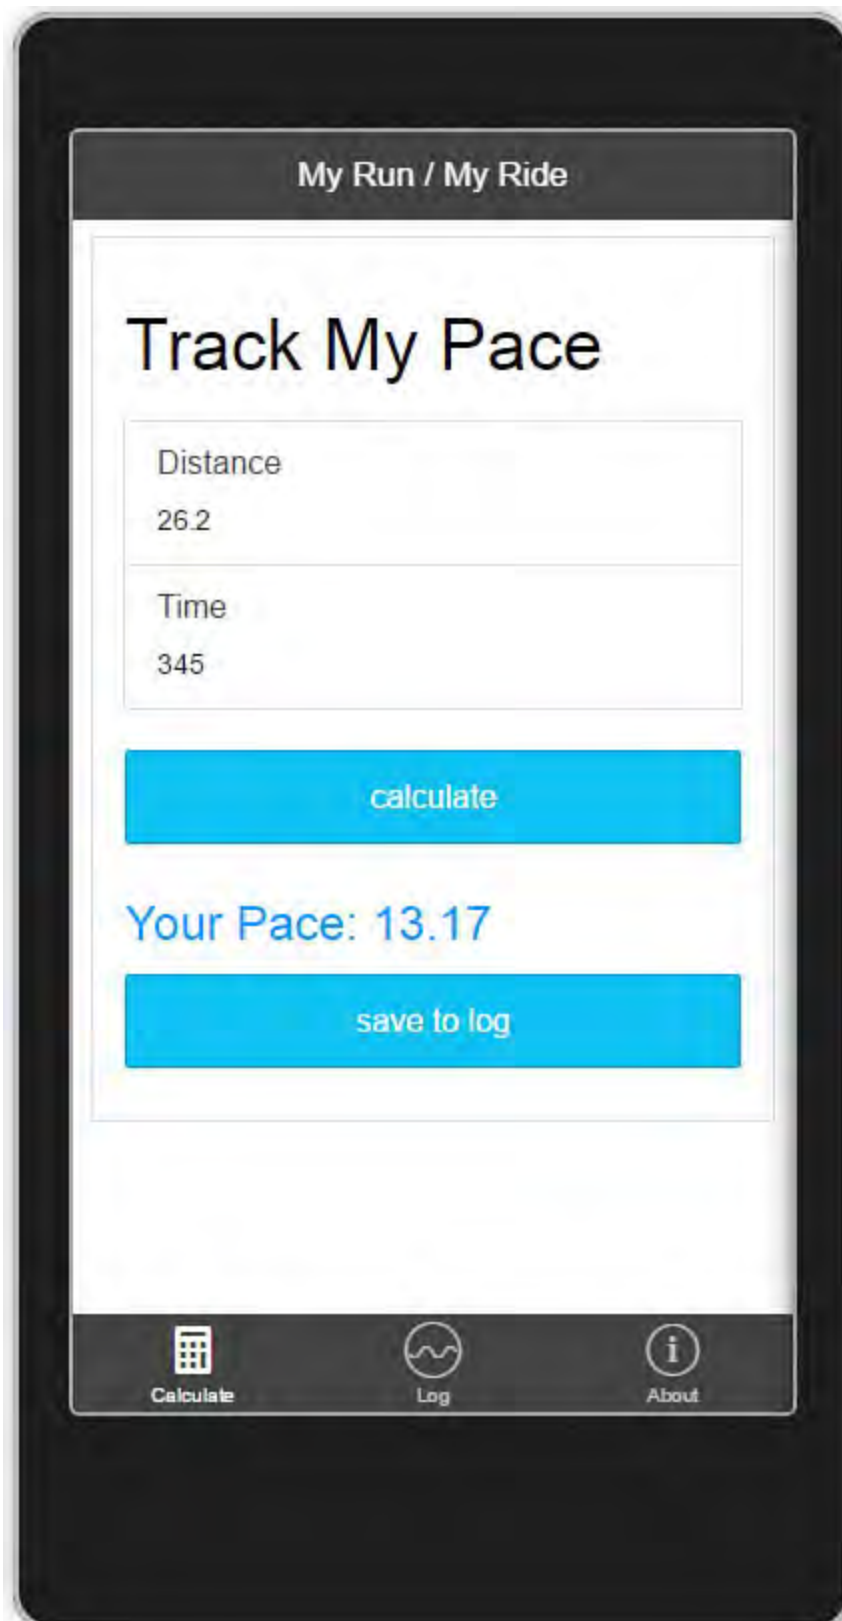 My Run / My Ride
Track My Pace
Distance
26.2
Time
345
calculate
Your Pace: 13.17
save to log
Calculate
Log
About